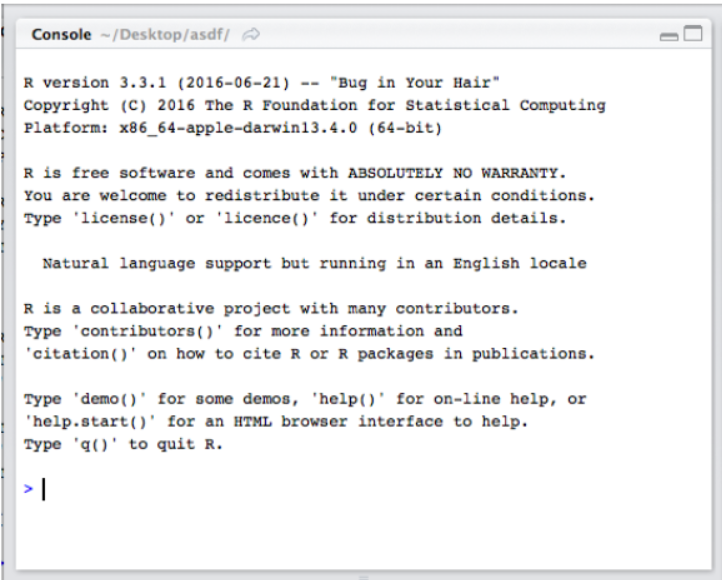 Console ~/Desktop/asdf/
R version 3.3.1 (2016-06-21) -- "Bug in Your Hair"
Copyright (C) 2016 The R Foundation for Statistical Computing
Platform: x86_64-apple-darwin13.4.0 (64-bit)
R is free software and comes with ABSOLUTELY NO WARRANTY.
You are welcome to redistribute it under certain conditions.
Type 'license()' or 'licence()' for distribution details.
Natural language support but running in an English locale
R is a collaborative project with many contributors.
Type 'contributors()' for more information and
'citation()' on how to cite R or R packages in publications.
Type 'demo()' for some demos, 'help()' for on-line help, or
'help.start()' for an HTML browser interface to help.
Type 'q()' to quit R.
>